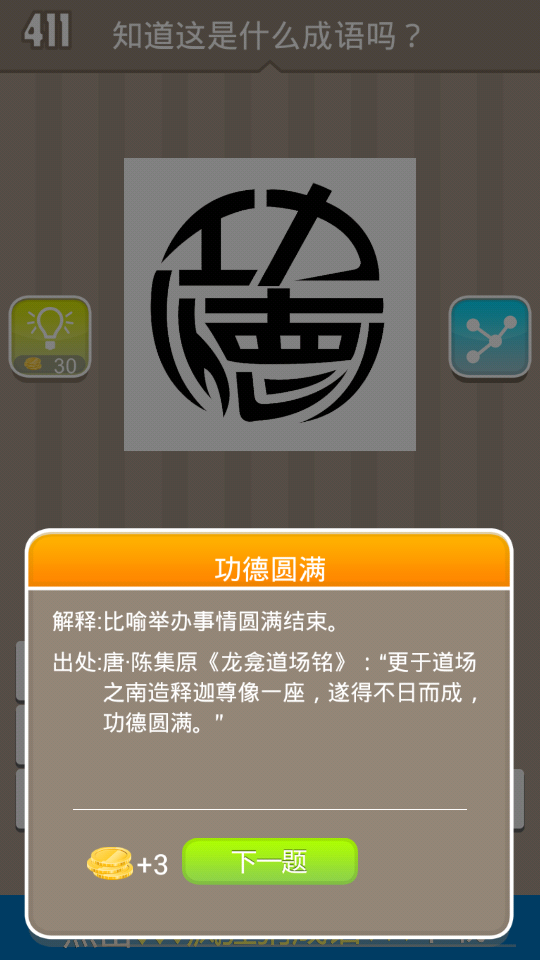 411
知道这是什么成语吗？
功德
30
功德圆满
解释:比喻举办事情圆满结束。
出处:唐·陈集原《龙龛道场铭》：“更于道场
之南造释迦尊像一座，遂得不日而成，
功德圆满。”
+3
下一题